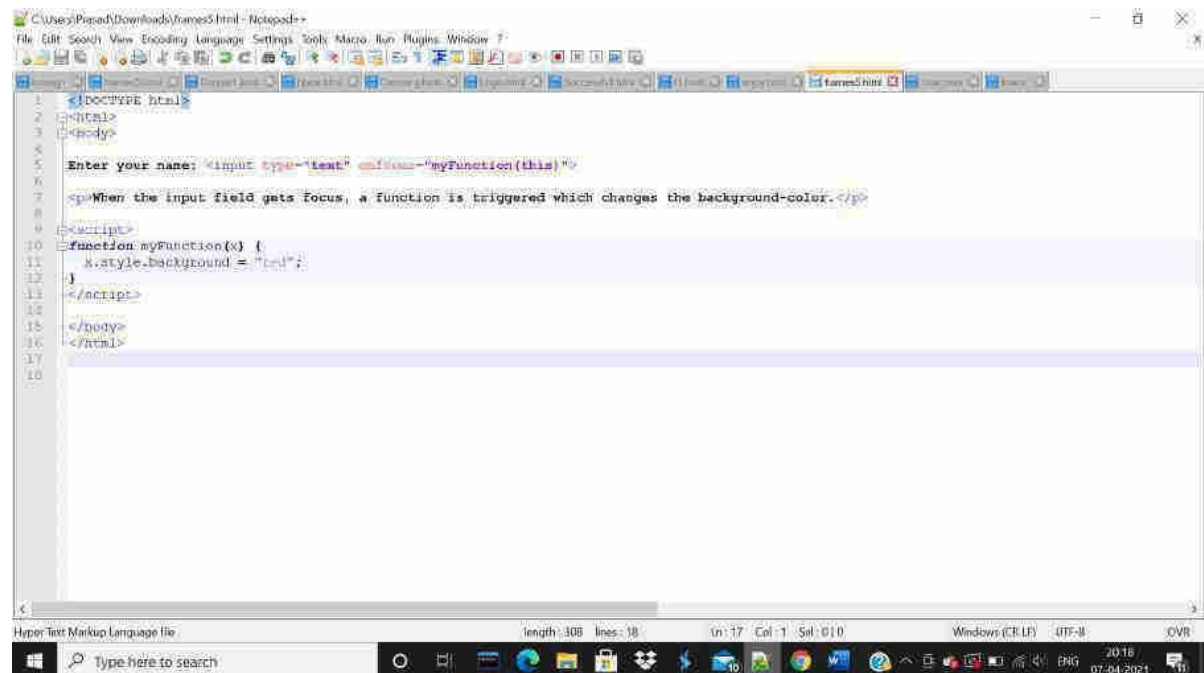 C:\Users\Prasad\Downloads\frames5.html - Notepad++
File Edit Search View Encoding Language Settings Tools Macro Run Plugins Window ?
frames5.html
1 <!DOCTYPE html>
2 <html>
3 <body>
4
5 Enter your name: <input type="text" onfocus="myFunction(this)">
6
7 <p>When the input field gets focus, a function is triggered which changes the background-color.</p>
8
9 <script>
10 function myFunction(x) {
11 x.style.background = "red";
12 }
13 </script>
14
15 </body>
16 </html>
17
18
Hyper Text Markup Language file length : 308 lines : 18 Ln : 17 Col : 1 Sel : 0 | 0 Windows (CR LF) UTF-8 OVR
Type here to search 10 ENG 20:18
07-04-2021